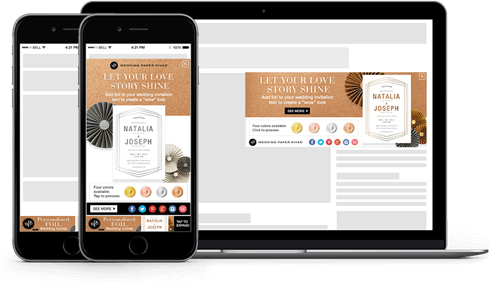 BELL
4:21 PM
BELL
4:21 PM
100%
WEDDING PAPER DIVAS
LET YOUR LOVE
STORY SHINE
Add foil to your wedding invitation
text to create a "wow" look
NATALIA
&
JOSEPH
Four colors
available.
Tap to preview.
SEE MORE
Personalized
FOIL
Wedding Invites
Personalized
FOIL
Wedding Invites
NATALIA
JOSEPH
TAP TO
EXPAND
LET YOUR LOVE
STORY SHINE
Add foil to your wedding invitation
text to create a "wow" look
SEE MORE
NATALIA
&
JOSEPH
Four colors available
Click to preview
WEDDING PAPER DIVAS